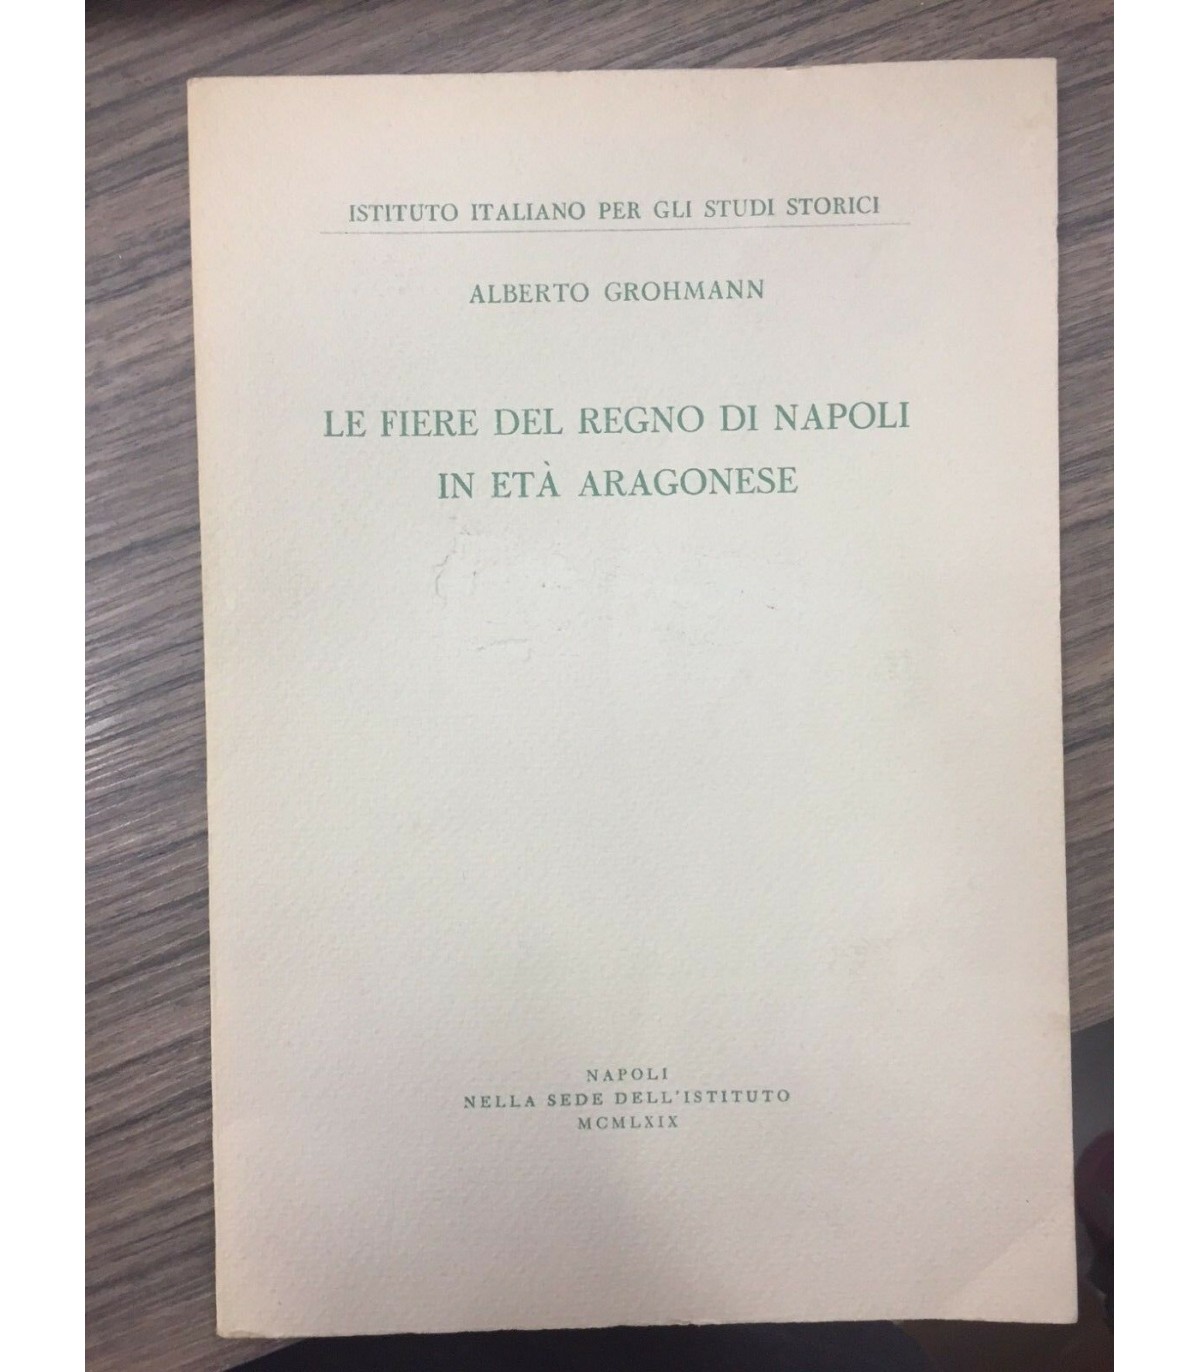 ISTITUTO ITALIANO PER GLI STUDI STORICI
ALBERTO GROHMANN
LE FIERE DEL REGNO DI NAPOLI
IN ETÀ ARAGONESE
NAPOLI
NELLA SEDE DELL'ISTITUTO
MCMLXIX